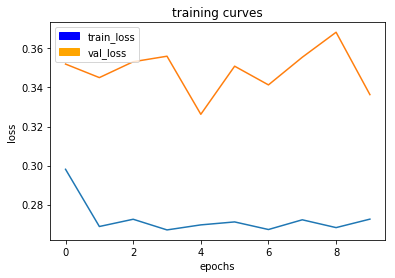 training curves
train_loss
val_loss
0.36
0.34
0.32
0.30
0.28
loss
0 2 4 6 8
epochs